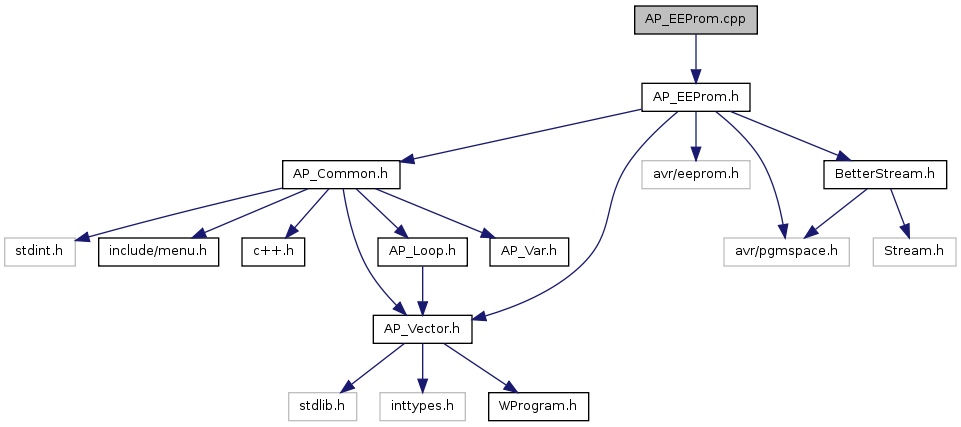 AP_EEProm.cpp
AP_EEProm.h
AP_Common.h
avr/eeprom.h
BetterStream.h
stdint.h
include/menu.h
c++.h
AP_Loop.h
AP_Var.h
avr/pgmspace.h
Stream.h
AP_Vector.h
stdlib.h
inttypes.h
WProgram.h